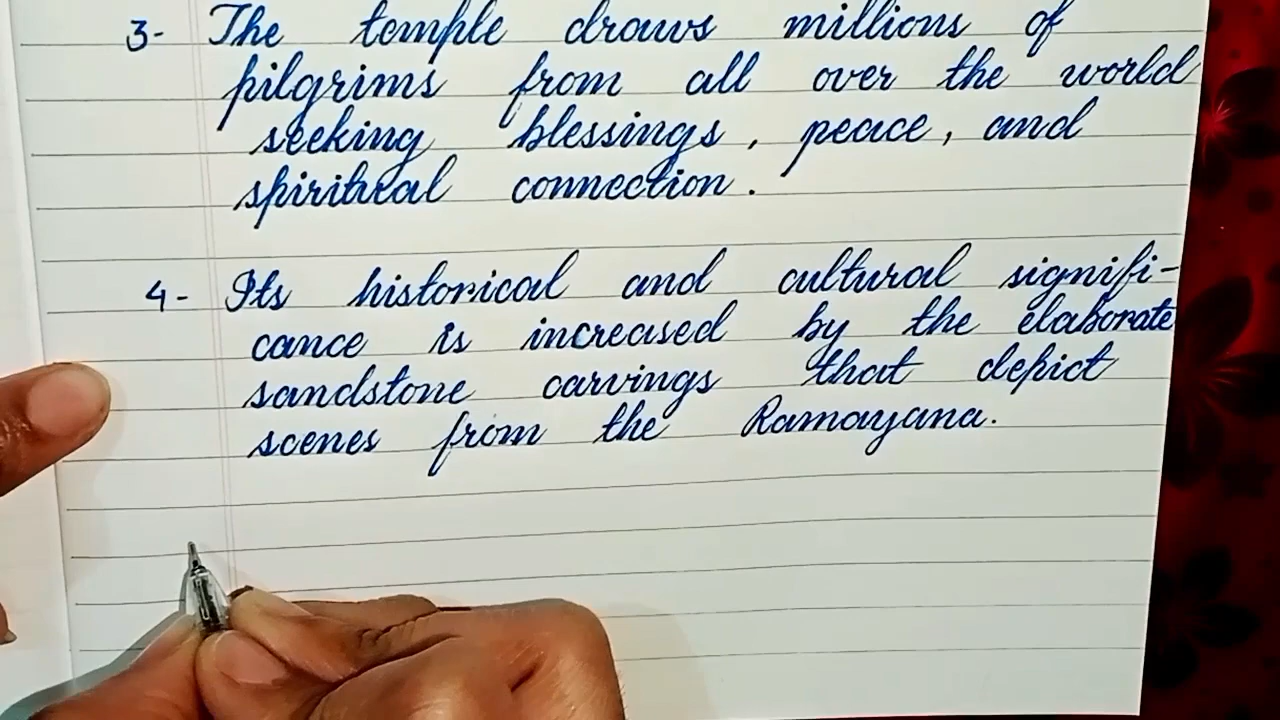 3- The temple draws millions of
pilgrims from all over the world
seeking blessings, peace, and
spiritual connection.
4- Its historical and cultural signifi-
cance is increased by the elaborate
sandstone carvings that depict
scenes from the Ramayana.